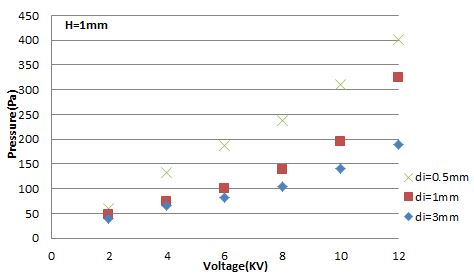 H=1mm
Pressure(Pa)
450
400
350
300
250
200
150
100
50
0
0 2 4 6 8 10 12
Voltage(KV)
di=0.5mm
di=1mm
di=3mm